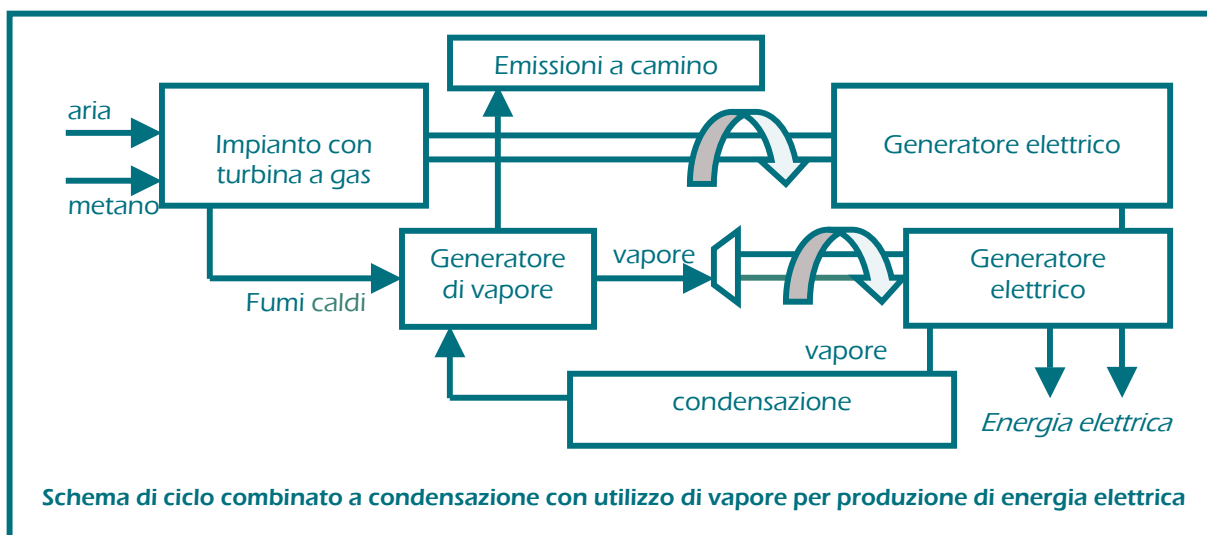 Emissioni a camino
aria
Impianto con
turbina a gas
Generatore elettrico
metano
Generatore
di vapore
vapore
Generatore
elettrico
Fumi caldi
vapore
condensazione
Energia elettrica
Schema di ciclo combinato a condensazione con utilizzo di vapore per produzione di energia elettrica